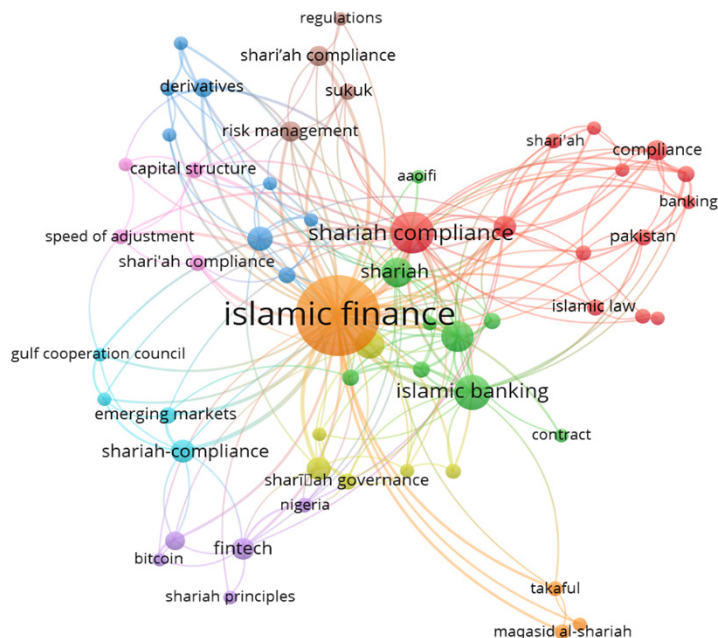 regulations
shari'ah compliance
derivatives
sukuk
risk management
shari'ah
compliance
capital structure
aaoifi
banking
speed of adjustment
shariah compliance
pakistan
shari'ah compliance
shariah
islamic finance
islamic law
gulf cooperation council
islamic banking
emerging markets
contract
shariah-compliance
sharī▯ah governance
nigeria
fintech
bitcoin
takaful
shariah principles
maqasid al-shariah